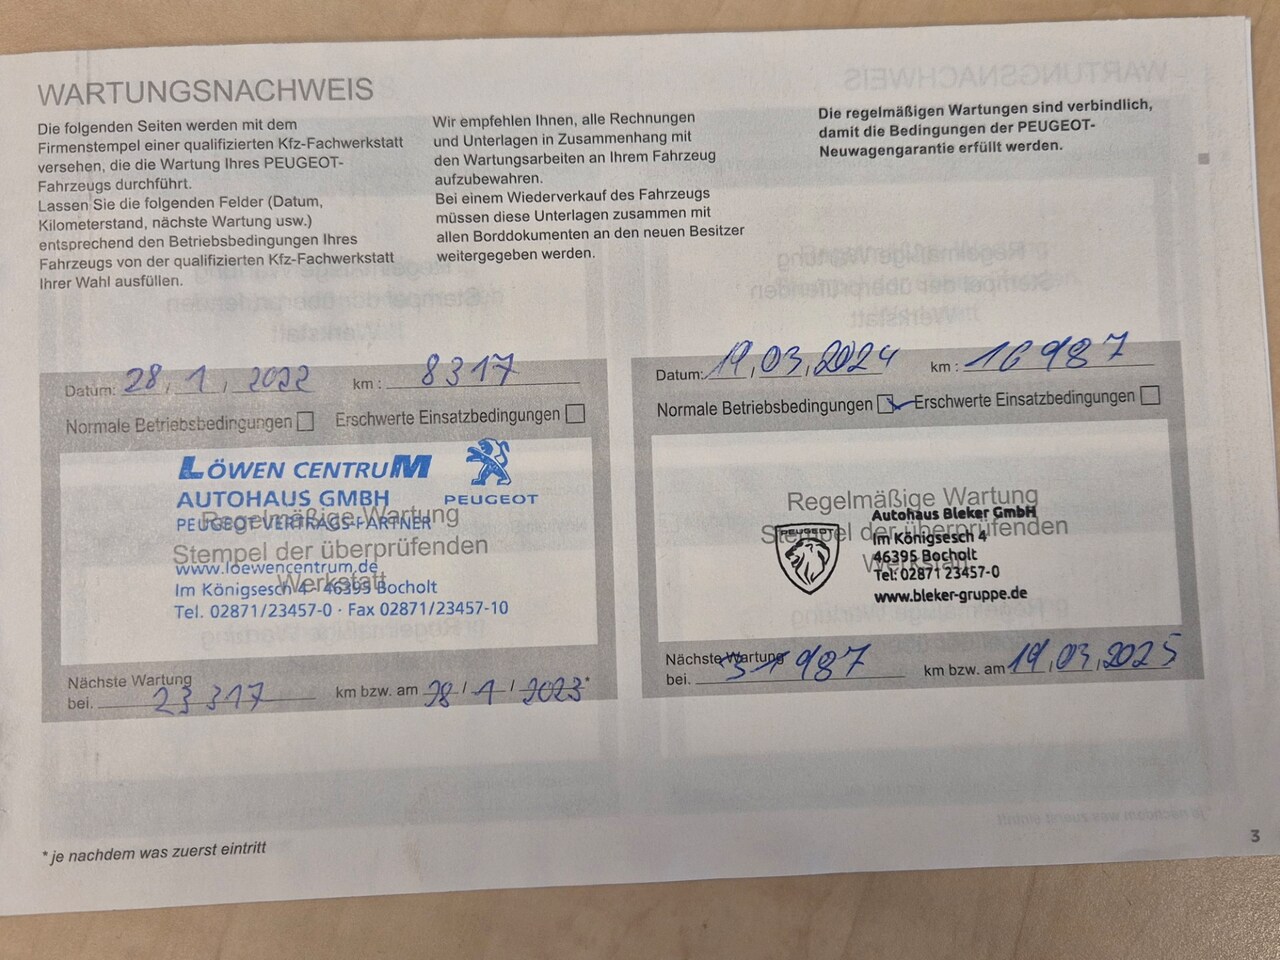 WARTUNGSNACHWEIS
Die folgenden Seiten werden mit dem
Firmenstempel einer qualifizierten Kfz-Fachwerkstatt
versehen, die die Wartung Ihres PEUGEOT-
Fahrzeugs durchführt.
Lassen Sie die folgenden Felder (Datum,
Kilometerstand, nächste Wartung usw.)
entsprechend den Betriebsbedingungen Ihres
Fahrzeugs von der qualifizierten Kfz-Fachwerkstatt
Ihrer Wahl ausfüllen.
Wir empfehlen Ihnen, alle Rechnungen
und Unterlagen in Zusammenhang mit
den Wartungsarbeiten an Ihrem Fahrzeug
aufzubewahren.
Bei einem Wiederverkauf des Fahrzeugs
müssen diese Unterlagen zusammen mit
allen Borddokumenten an den neuen Besitzer
weitergegeben werden.
Die regelmäßigen Wartungen sind verbindlich,
damit die Bedingungen der PEUGEOT-
Neuwagengarantie erfüllt werden.
Datum: 28 / 1 / 2022 km : 8317
Normale Betriebsbedingungen Erschwerte Einsatzbedingungen
LÖWEN CENTRUM
AUTOHAUS GMBH PEUGEOT
PEUGEOT VERTRAGS-PARTNER
Regelmäßige Wartung
Stempel der überprüfenden
Werkstatt
www.loewencentrum.de
Im Königsesch 4 · 46395 Bocholt
Tel. 02871/23457-0 · Fax 02871/23457-10
Nächste Wartung
bei. 23 317 km bzw. am 28 / 1 / 2023*
Datum: 19,03,2024 km : 16987
Normale Betriebsbedingungen Erschwerte Einsatzbedingungen
Regelmäßige Wartung
Stempel der überprüfenden
Werkstatt
PEUGEOT
Autohaus Bleker GmbH
Im Königsesch 4
46395 Bocholt
Tel: 02871 23457-0
www.bleker-gruppe.de
Nächste Wartung
bei. 31987 km bzw. am 19,03,2025
* je nachdem was zuerst eintritt
3